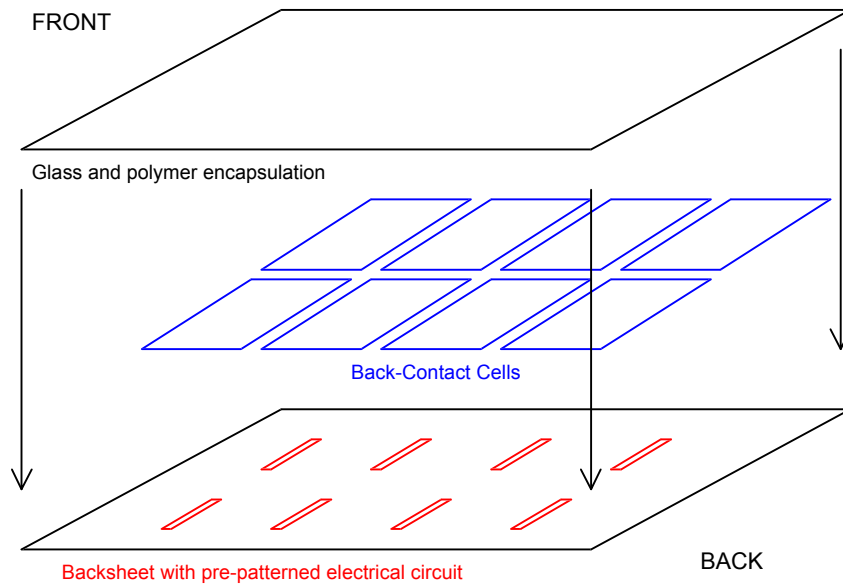 FRONT
Glass and polymer encapsulation
Back-Contact Cells
BACK
Backsheet with pre-patterned electrical circuit